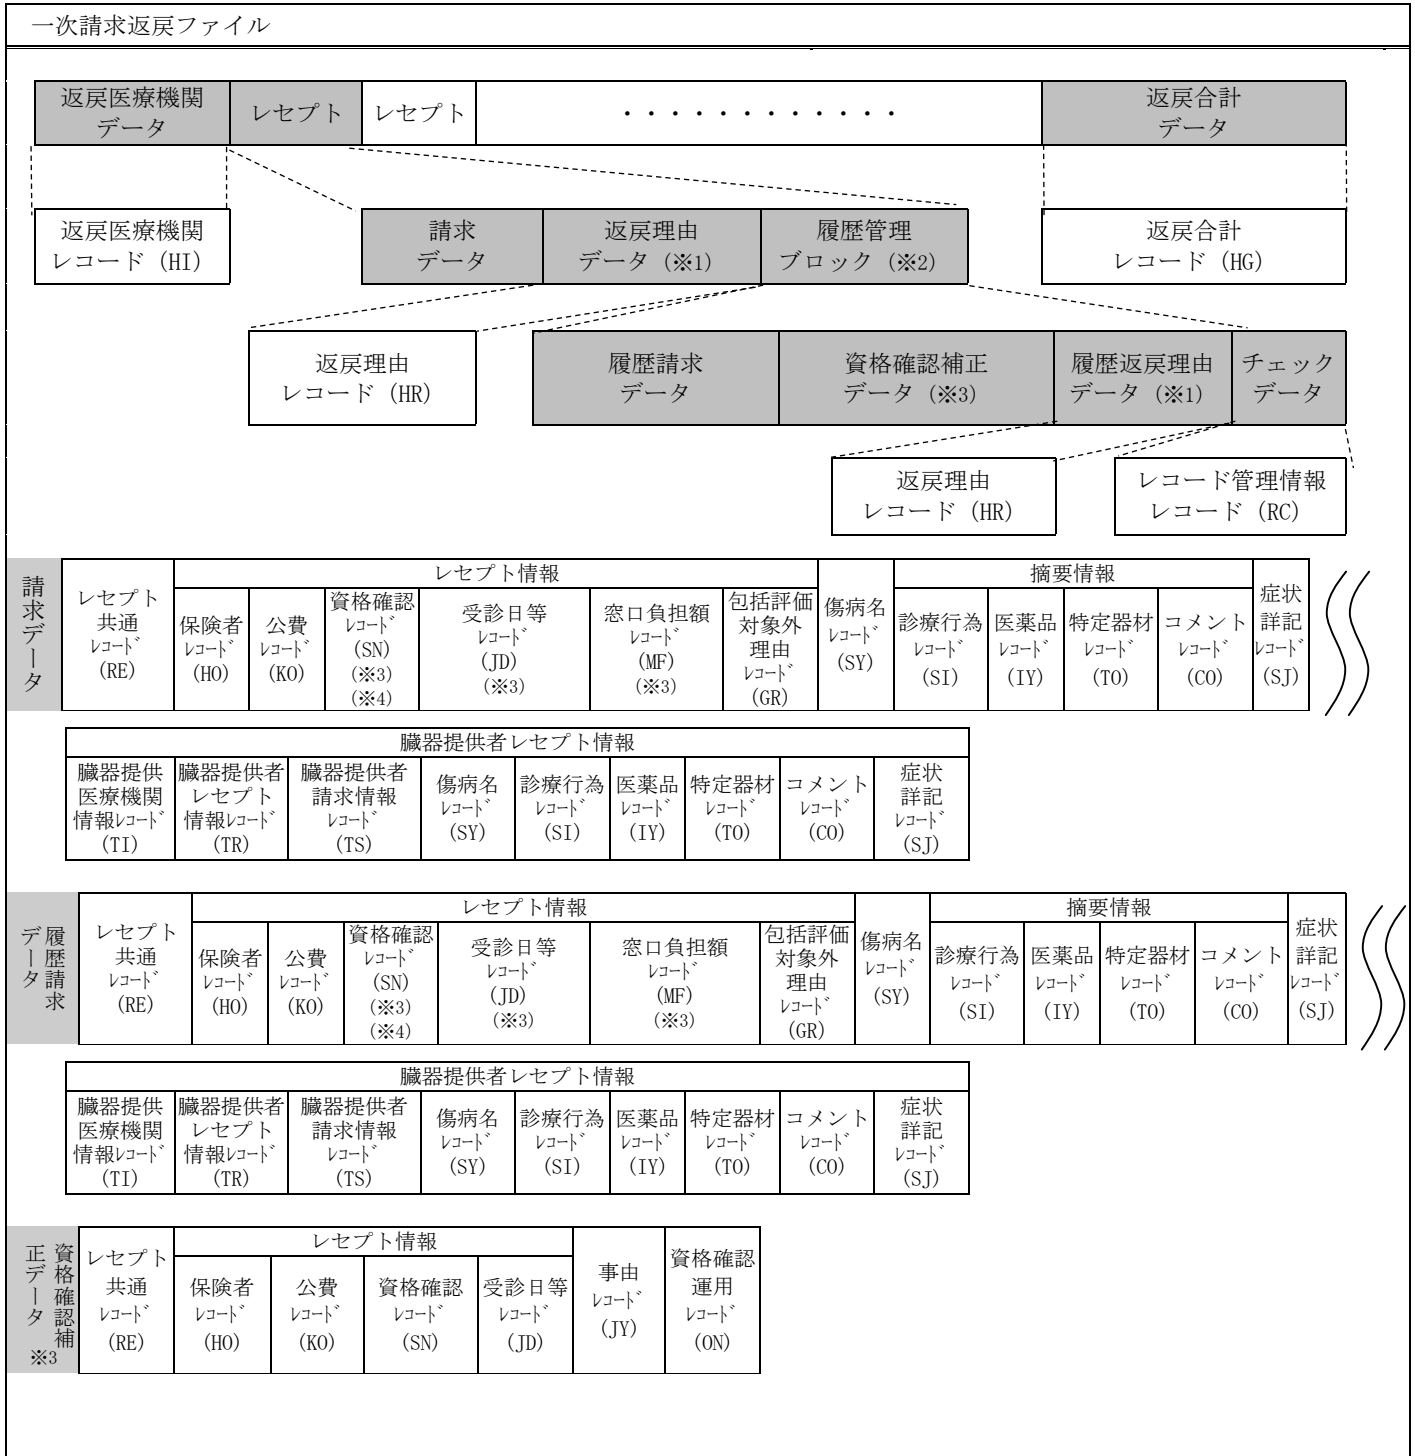 一次請求返戻ファイル
返戻医療機関
データ
レセプト
レセプト
・・・・・・・・・・・・
返戻合計
データ
返戻医療機関
レコード (HI)
請求
データ
返戻理由
データ (※1)
履歴管理
ブロック (※2)
返戻合計
レコード (HG)
返戻理由
レコード (HR)
履歴請求
データ
資格確認補正
データ (※3)
履歴返戻理由
データ (※1)
チェック
データ
返戻理由
レコード (HR)
レコード管理情報
レコード (RC)
請求データ
レセプト
共通
レコード
(RE)
レセプト情報
保険者
レコード
(HO)
公費
レコード
(KO)
資格確認
レコード
(SN)
(※3)
(※4)
受診日等
レコード
(JD)
(※3)
窓口負担額
レコード
(MF)
(※3)
包括評価
対象外
理由
レコード
(GR)
傷病名
レコード
(SY)
摘要情報
診療行為
レコード
(SI)
医薬品
レコード
(IY)
特定器材
レコード
(TO)
コメント
レコード
(CO)
症状
詳記
レコード
(SJ)
臓器提供者レセプト情報
臓器提供
医療機関
情報レコード
(TI)
臓器提供者
レセプト
情報レコード
(TR)
臓器提供者
請求情報
レコード
(TS)
傷病名
レコード
(SY)
診療行為
レコード
(SI)
医薬品
レコード
(IY)
特定器材
レコード
(TO)
コメント
レコード
(CO)
症状
詳記
レコード
(SJ)
履歴請求
データ
レセプト
共通
レコード
(RE)
レセプト情報
保険者
レコード
(HO)
公費
レコード
(KO)
資格確認
レコード
(SN)
(※3)
(※4)
受診日等
レコード
(JD)
(※3)
窓口負担額
レコード
(MF)
(※3)
包括評価
対象外
理由
レコード
(GR)
傷病名
レコード
(SY)
摘要情報
診療行為
レコード
(SI)
医薬品
レコード
(IY)
特定器材
レコード
(TO)
コメント
レコード
(CO)
症状
詳記
レコード
(SJ)
臓器提供者レセプト情報
臓器提供
医療機関
情報レコード
(TI)
臓器提供者
レセプト
情報レコード
(TR)
臓器提供者
請求情報
レコード
(TS)
傷病名
レコード
(SY)
診療行為
レコード
(SI)
医薬品
レコード
(IY)
特定器材
レコード
(TO)
コメント
レコード
(CO)
症状
詳記
レコード
(SJ)
資格確認補
正データ
※3
レセプト
共通
レコード
(RE)
レセプト情報
保険者
レコード
(HO)
公費
レコード
(KO)
資格確認
レコード
(SN)
受診日等
レコード
(JD)
事由
レコード
(JY)
資格確認
運用
レコード
(ON)